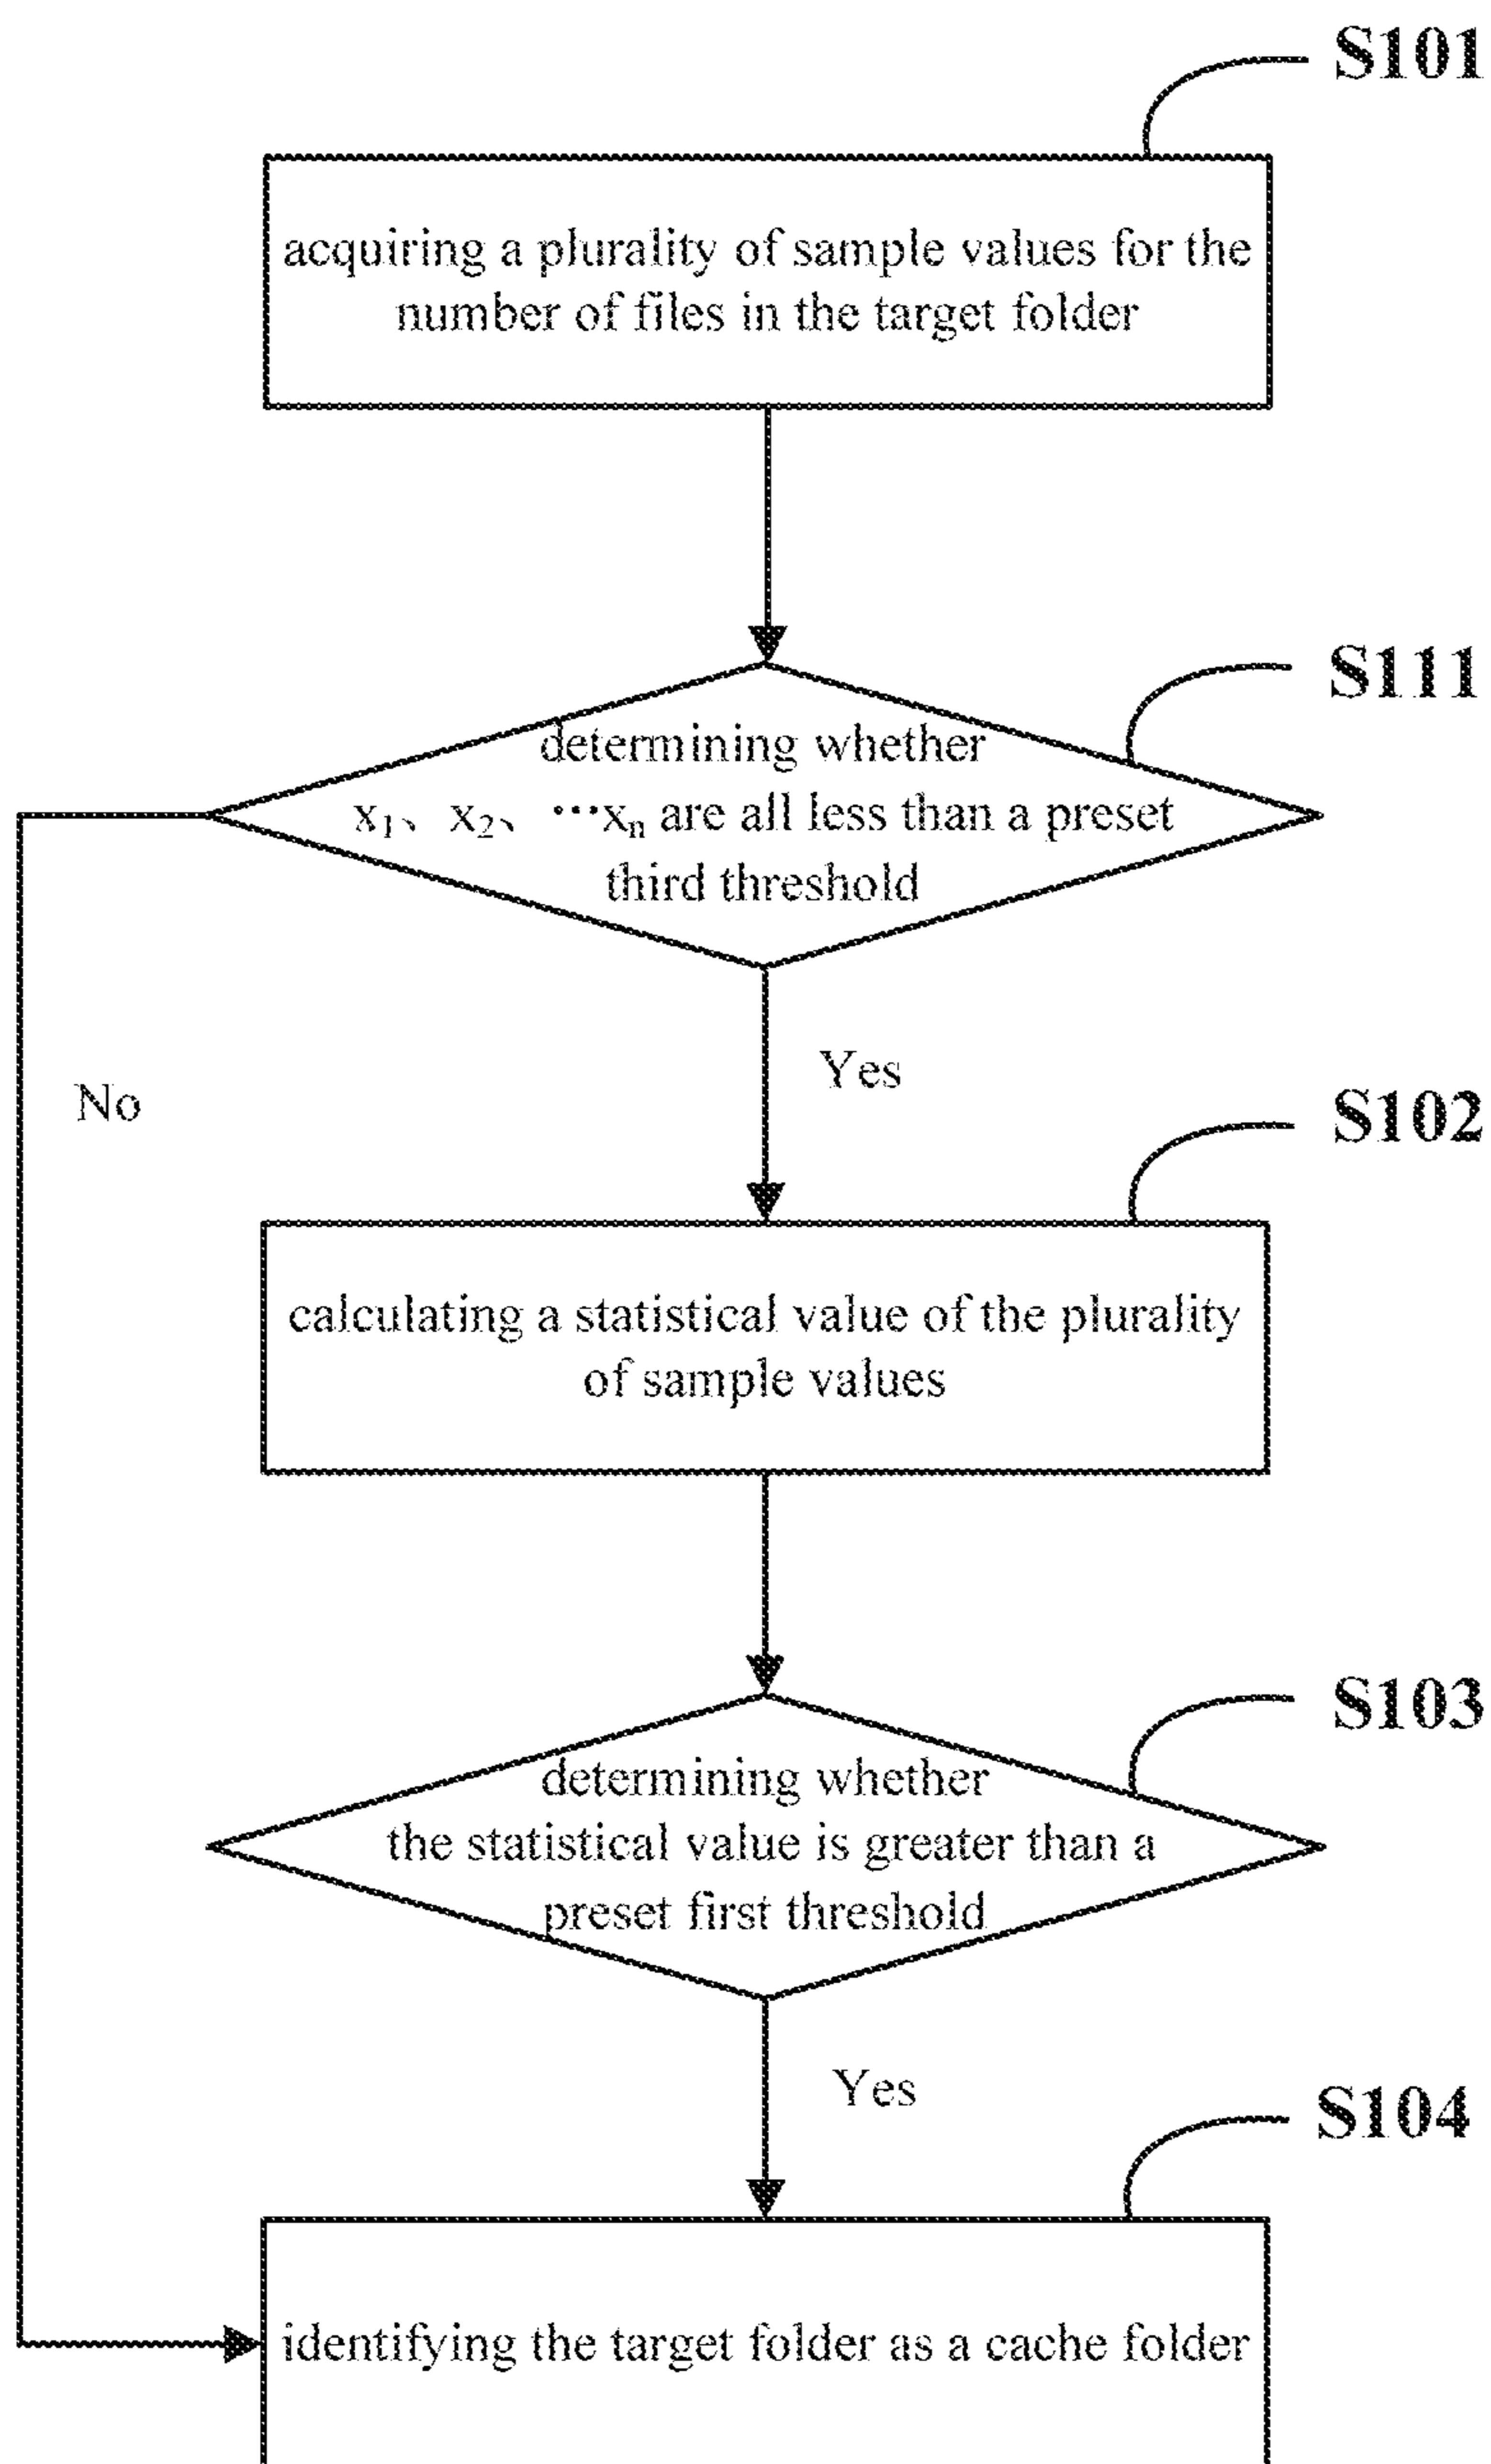 S101
acquiring a plurality of sample values for the
number of files in the target folder
S111
determining whether
x₁、 x₂、 …xₙ are all less than a preset
third threshold
Yes
No
S102
calculating a statistical value of the plurality
of sample values
S103
determining whether
the statistical value is greater than a
preset first threshold
Yes
S104
identifying the target folder as a cache folder